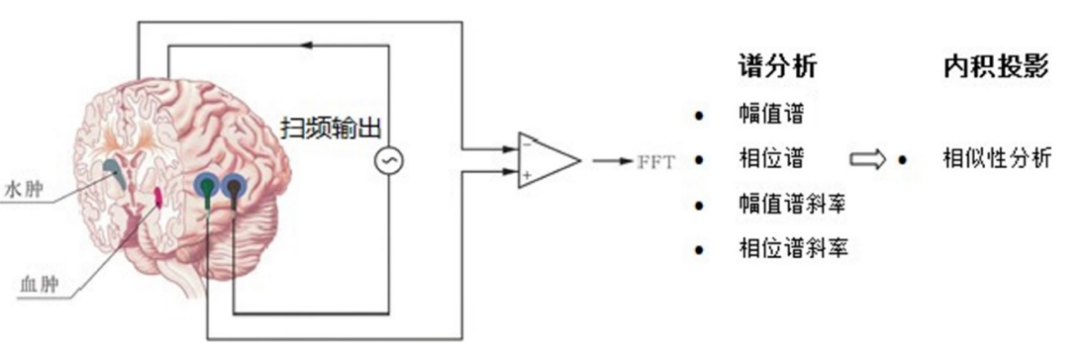 扫频输出
水肿
血肿
−
+
FFT
谱分析
幅值谱
相位谱
幅值谱斜率
相位谱斜率
内积投影
相似性分析